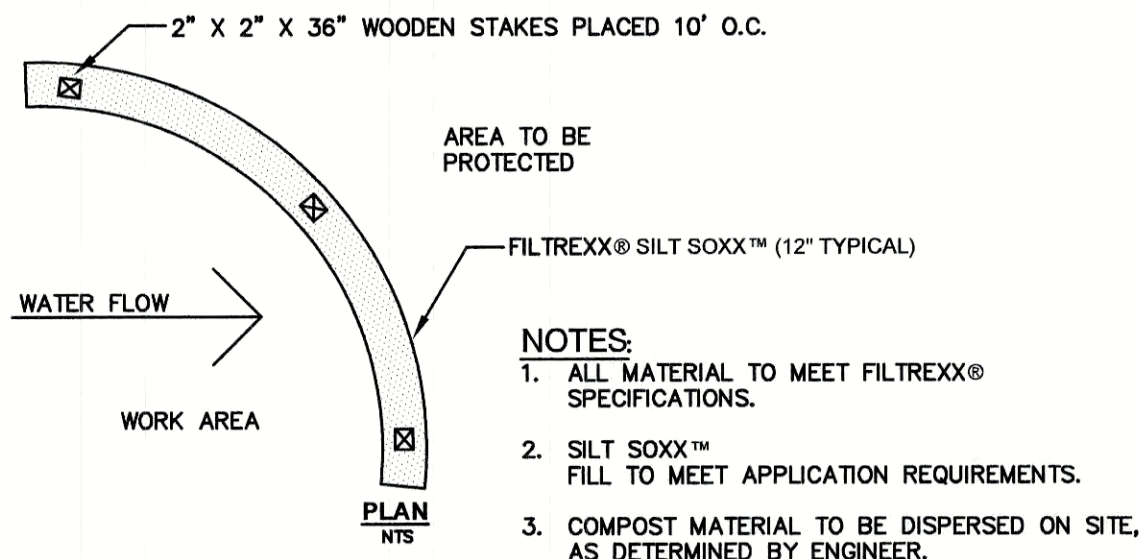 2" X 2" X 36" WOODEN STAKES PLACED 10' O.C.
AREA TO BE
PROTECTED
FILTREXX® SILT SOXX™ (12" TYPICAL)
WATER FLOW
WORK AREA
PLAN
NTS
NOTES:
1. ALL MATERIAL TO MEET FILTREXX®
SPECIFICATIONS.
2. SILT SOXX™
FILL TO MEET APPLICATION REQUIREMENTS.
3. COMPOST MATERIAL TO BE DISPERSED ON SITE,
AS DETERMINED BY ENGINEER.